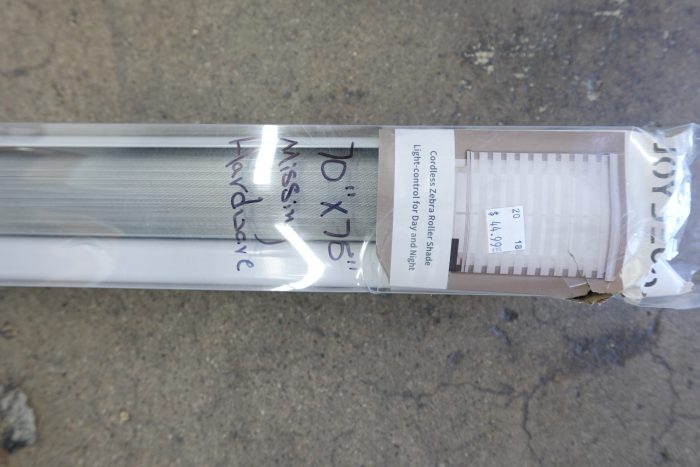 70" X 75"
Missin
Hardware
Cordless Zebra Roller Shade
Light-control for Day and Night
20 18
$ 44.99